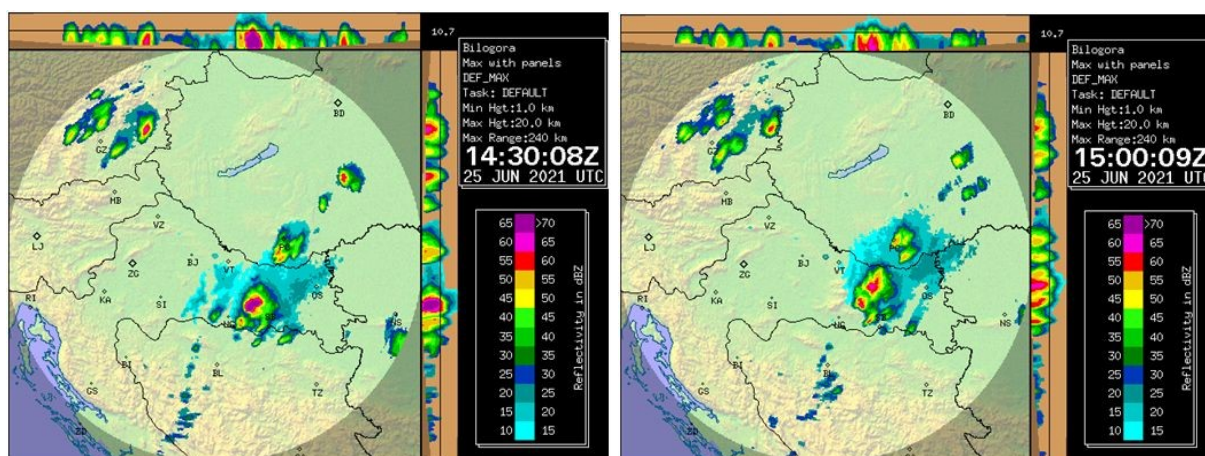 10.7
Bilogora
Max with panels
DEF_MAX
Task: DEFAULT
Min Hgt:1.0 km
Max Hgt:20.0 km
Max Range:240 km
14:30:08Z
25 JUN 2021 UTC
65 >70
60 65
55 60
50 55
45 50
40 45
35 40
30 35
25 30
20 25
15 20
10 15
Reflectivity in dBZ
BD
GZ
HB
VZ
LJ
ZG
BJ
VT
RI
KA
SI
OS
NS
BI
BL
GS
TZ
ZD
10.7
Bilogora
Max with panels
DEF_MAX
Task: DEFAULT
Min Hgt:1.0 km
Max Hgt:20.0 km
Max Range:240 km
15:00:09Z
25 JUN 2021 UTC
65 >70
60 65
55 60
50 55
45 50
40 45
35 40
30 35
25 30
20 25
15 20
10 15
Reflectivity in dBZ
BD
GZ
HB
VZ
LJ
ZG
BJ
VT
RI
KA
SI
OS
NG
NS
BI
BL
GS
TZ
ZD